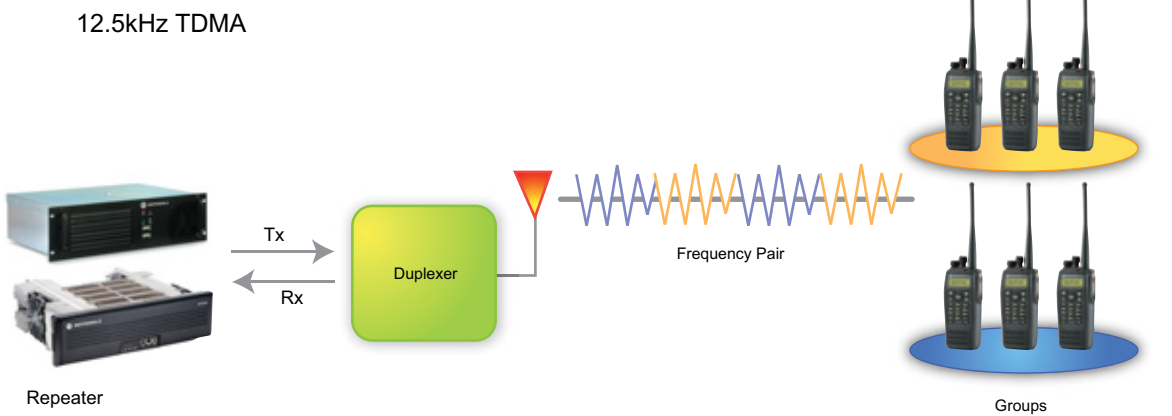 12.5kHz TDMA
Tx
Rx
Duplexer
Frequency Pair
Repeater
Groups